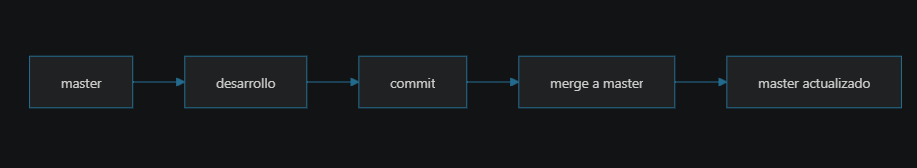 master
desarrollo
commit
merge a master
master actualizado